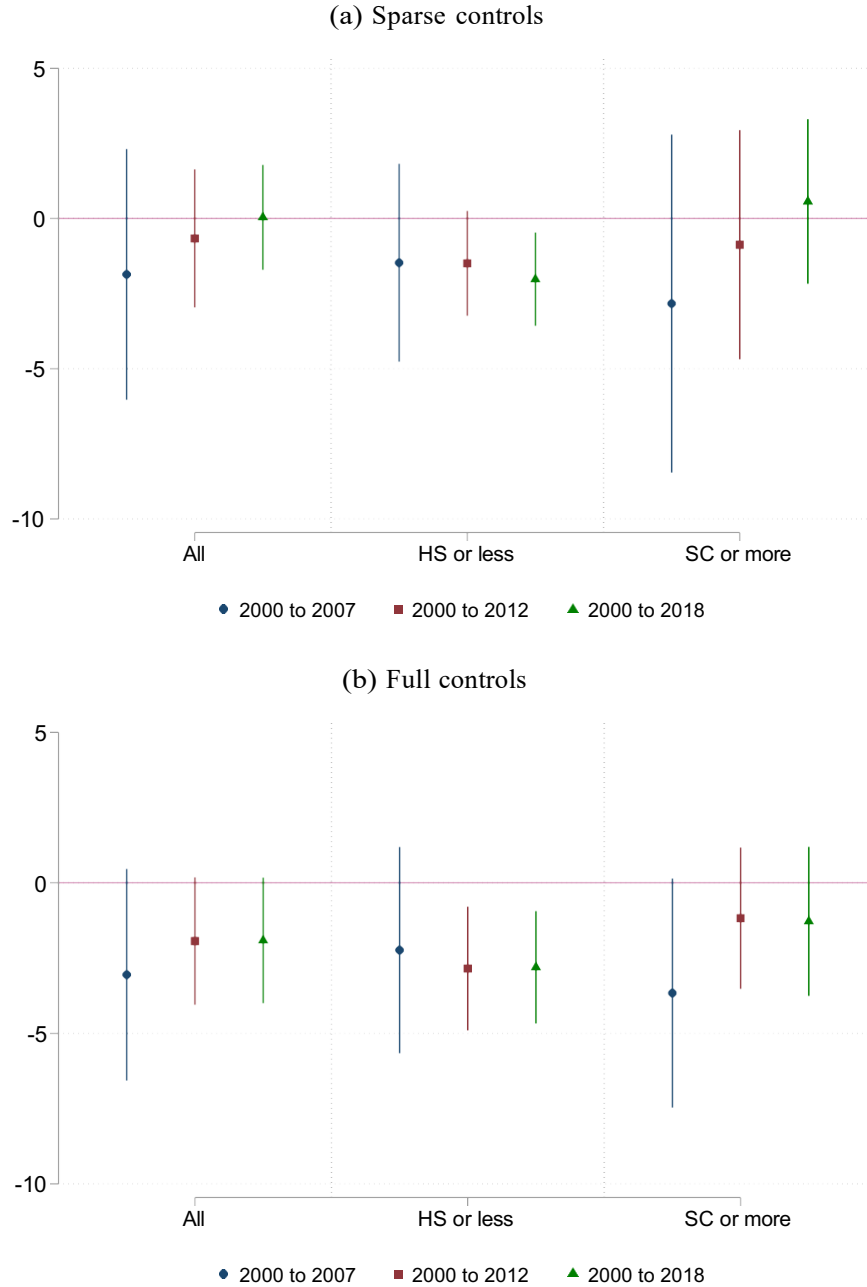 (a) Sparse controls
5
0
-5
-10
All HS or less SC or more
2000 to 2007 2000 to 2012 2000 to 2018
(b) Full controls
5
0
-5
-10
All HS or less SC or more
2000 to 2007 2000 to 2012 2000 to 2018